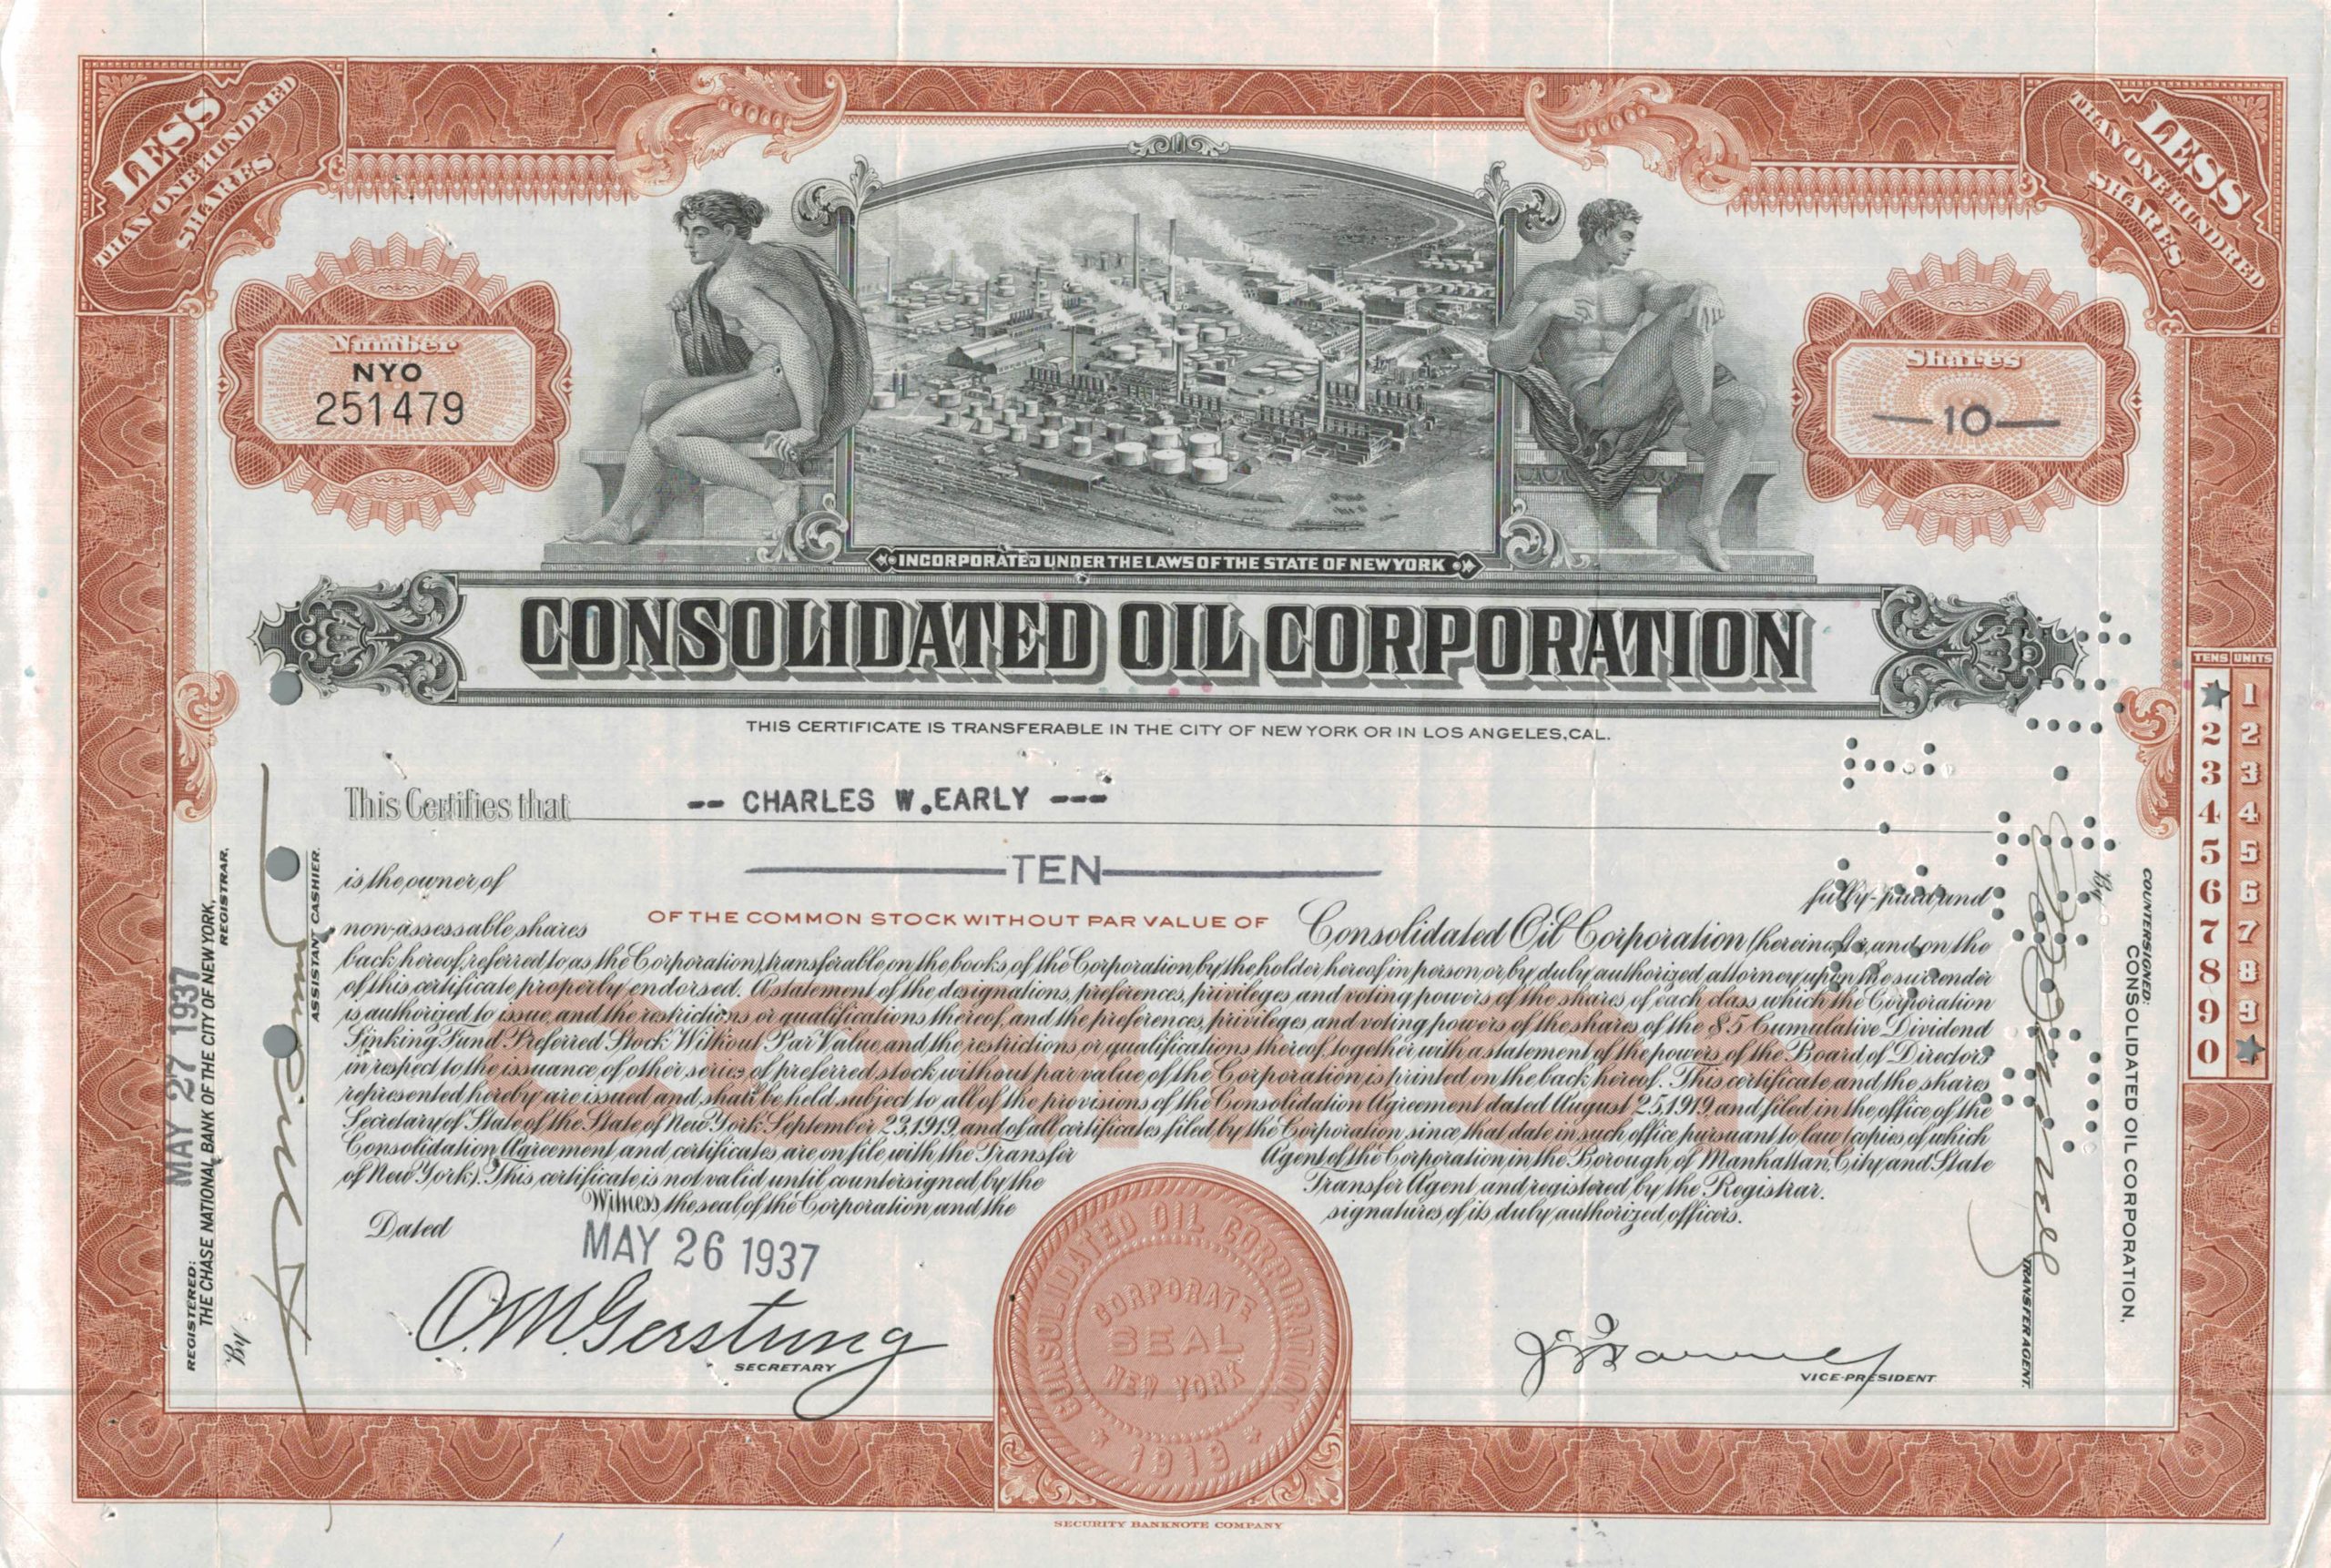 LESS
THAN ONE HUNDRED
SHARES
LESS
THAN ONE HUNDRED
SHARES
Number
NYO
251479
Shares
—10—
INCORPORATED UNDER THE LAWS OF THE STATE OF NEW YORK
CONSOLIDATED OIL CORPORATION
THIS CERTIFICATE IS TRANSFERABLE IN THE CITY OF NEW YORK OR IN LOS ANGELES, CAL.
This Certifies that -- CHARLES W.EARLY ---
is the owner of —TEN— fully-paid and
non-assessable shares OF THE COMMON STOCK WITHOUT PAR VALUE OF Consolidated Oil Corporation (hereinafter, and on the
back hereof, referred to as the Corporation), transferable on the books of the Corporation by the holder hereof in person or by duly authorized attorney upon the surrender
of this certificate properly endorsed. A statement of the designations, preferences, privileges and voting powers of the shares of each class which the Corporation
is authorized to issue, and the restrictions or qualifications thereof, and the preferences, privileges and voting powers of the shares of the $5 Cumulative Dividend
Sinking Fund Preferred Stock Without Par Value, and the restrictions or qualifications thereof, together with a statement of the powers of the Board of Directors
in respect to the issuance of other series of preferred stock without par value of the Corporation is printed on the back hereof. This certificate and the shares
represented hereby are issued and shall be held subject to all of the provisions of the Consolidation Agreement dated August 25, 1919, and filed in the office of the
Secretary of State of the State of New York September 23, 1919, and of all certificates filed by the Corporation since that date in such office pursuant to law (copies of which
Consolidation Agreement and certificates are on file with the Transfer Agent of the Corporation in the Borough of Manhattan, City and State
of New York). This certificate is not valid until countersigned by the Transfer Agent and registered by the Registrar.
Witness the seal of the Corporation and the signatures of its duly authorized officers.
COMMON
Dated
MAY 26 1937
O.M. Gerstung
SECRETARY
VICE-PRESIDENT
CONSOLIDATED OIL CORPORATION
CORPORATE
SEAL
NEW YORK
1919
SECURITY BANKNOTE COMPANY
MAY 27 1937
REGISTERED:
THE CHASE NATIONAL BANK OF THE CITY OF NEW YORK,
REGISTRAR.
By
ASSISTANT CASHIER.
COUNTERSIGNED:
CONSOLIDATED OIL CORPORATION,
By
TRANSFER AGENT.
TENS UNITS
1
2 2
3 3
4 4
5 5
6 6
7 7
8 8
9 9
0